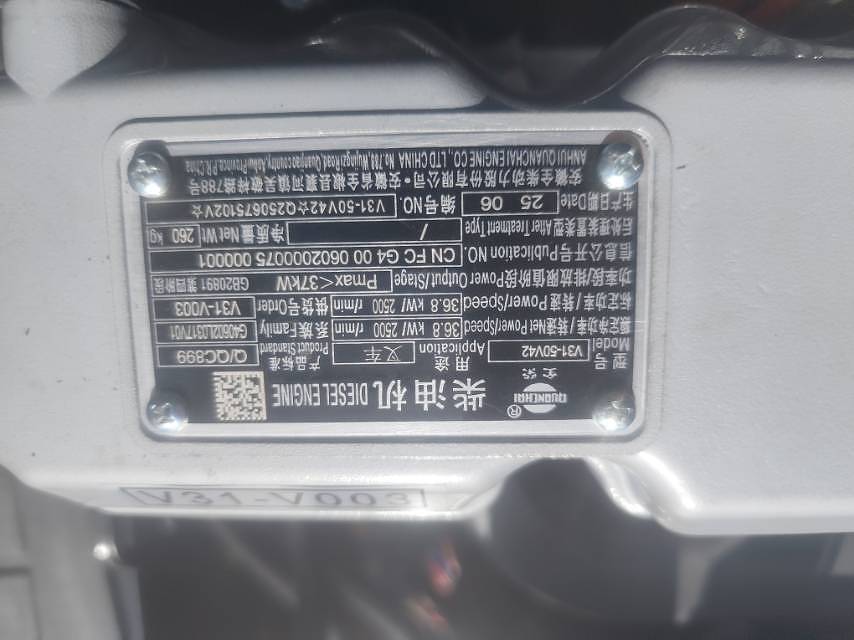 QUANCHAI ®
全柴
柴油机 DIESEL ENGINE
型号 Model V31-50V42 用途 Application 叉车 产品标准 Product Standard Q/QC899
额定净功率/转速 Net Power/Speed 36.8 kW/ 2500 r/min 系族 Family G40602L0317V01
标定功率/转速 Power/Speed 36.8 kW/ 2500 r/min 供货号 Order V31-V003
功率段/排放限值阶段 Power Output/Stage Pmax<37KW GB20891 第四阶段
信息公开号 Publication NO. CN FC G4 00 0602000075 000001
后处理装置类型 After Treatment Type / 净质量 Net Wt 260 kg
生产日期 Date 25 06 编号 NO. V31-50V42☆Q250675102V☆
安徽全柴动力股份有限公司 安徽省全椒县襄河镇吴敬梓路788号
ANHUI QUANCHAI ENGINE CO., LTD CHINA No.788,Wujingzi Road,Quanjiao county,Anhui Province,P.R.China
V31-V003